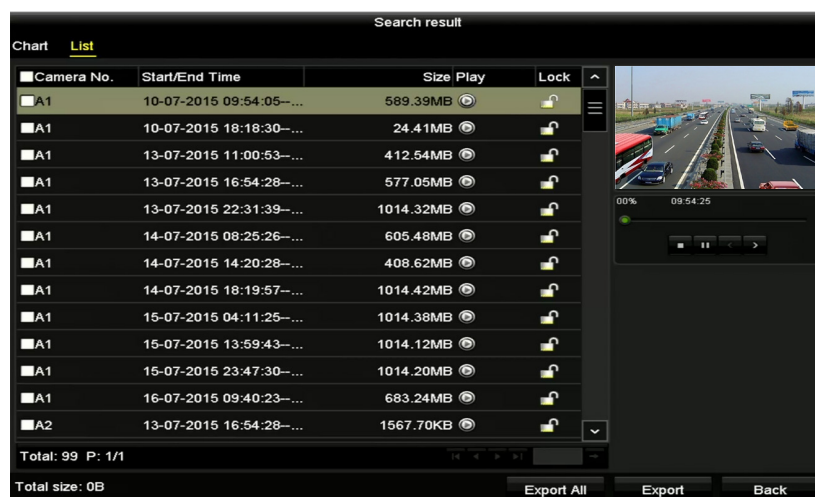 Search result
Chart List
Camera No. Start/End Time Size Play Lock
A1 10-07-2015 09:54:05--... 589.39MB
A1 10-07-2015 18:18:30--... 24.41MB
A1 13-07-2015 11:00:53--... 412.54MB
A1 13-07-2015 16:54:28--... 577.05MB
A1 13-07-2015 22:31:39--... 1014.32MB
A1 14-07-2015 08:25:26--... 605.48MB
A1 14-07-2015 14:20:28--... 408.62MB
A1 14-07-2015 18:19:57--... 1014.42MB
A1 15-07-2015 04:11:25--... 1014.38MB
A1 15-07-2015 13:59:43--... 1014.12MB
A1 15-07-2015 23:47:30--... 1014.20MB
A1 16-07-2015 09:40:23--... 683.24MB
A2 13-07-2015 16:54:28--... 1567.70KB
00% 09:54:25
Total: 99 P: 1/1
Total size: 0B
Export All Export Back